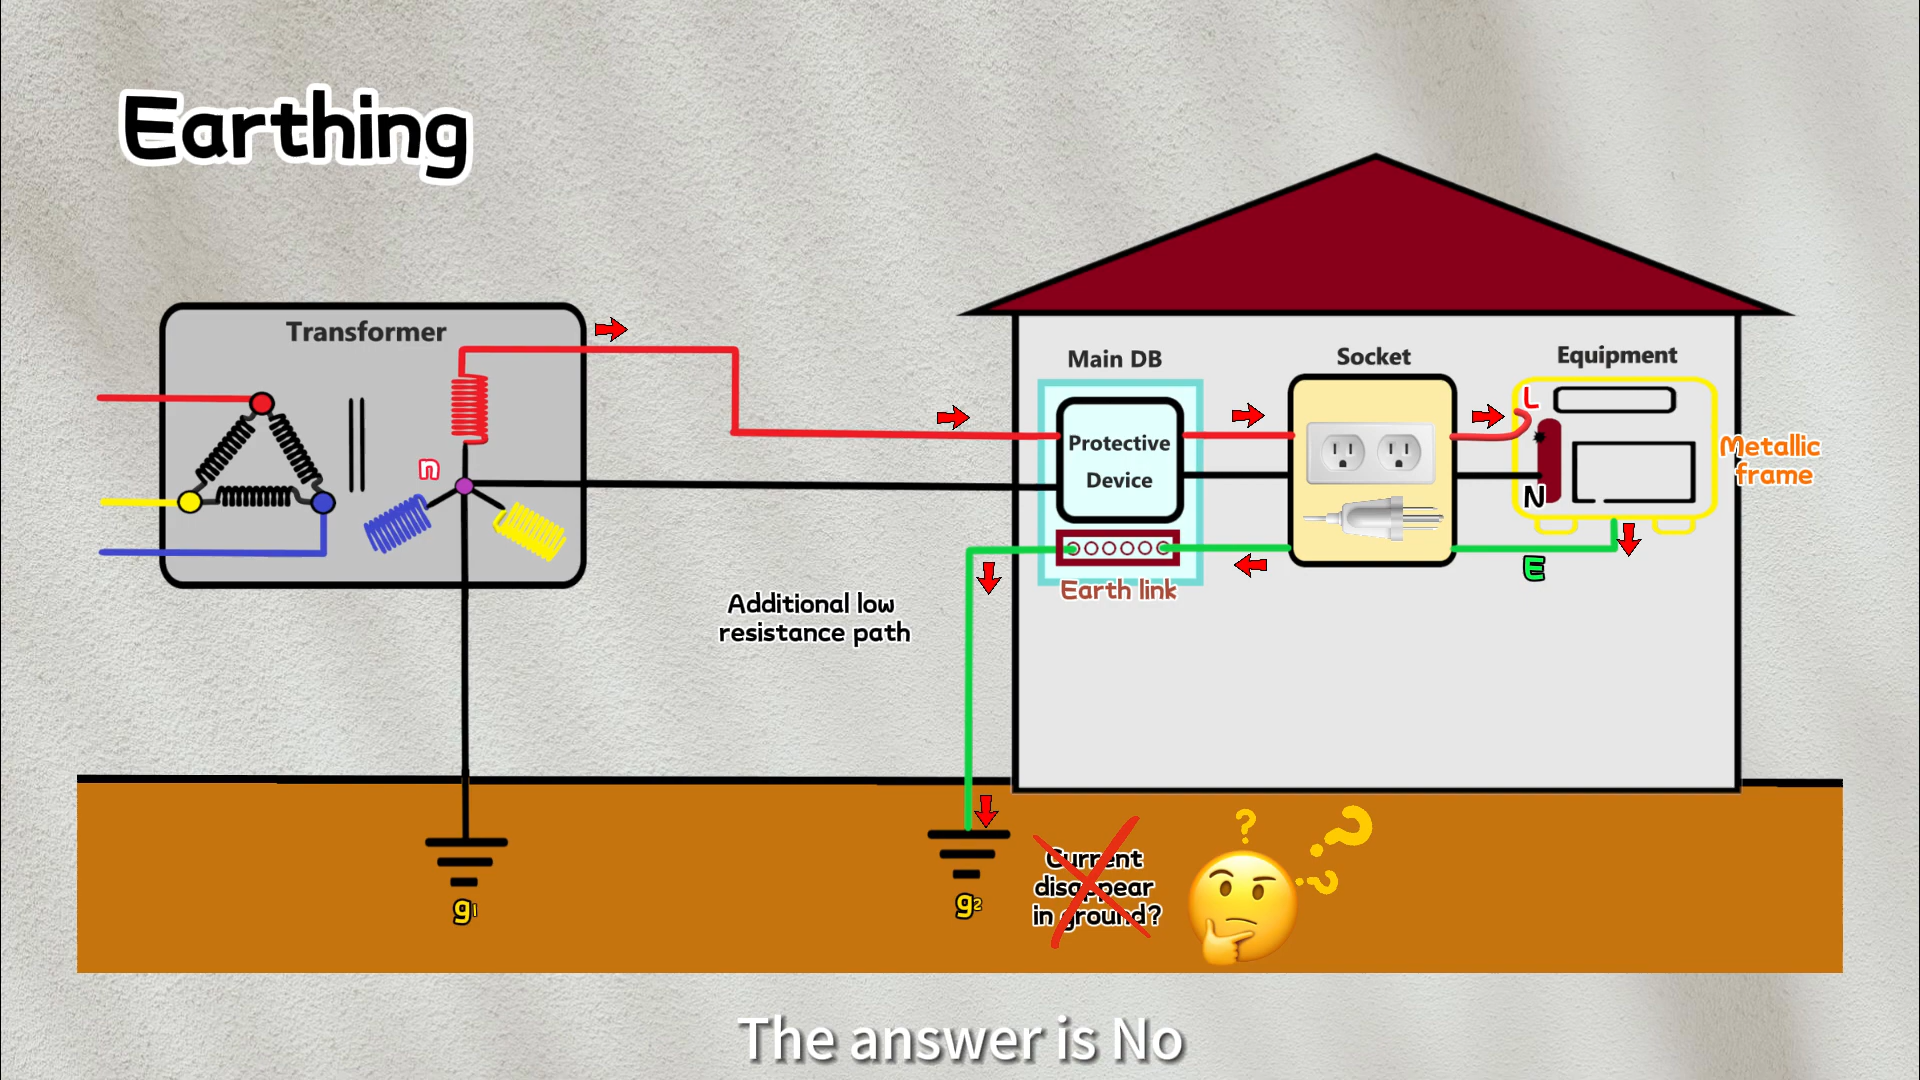 Earthing
Transformer
n
Main DB
Socket
Equipment
Protective
Device
L
N
Metallic
frame
E
Earth link
Additional low
resistance path
g1
g2
Current
disappear
in ground?
The answer is No